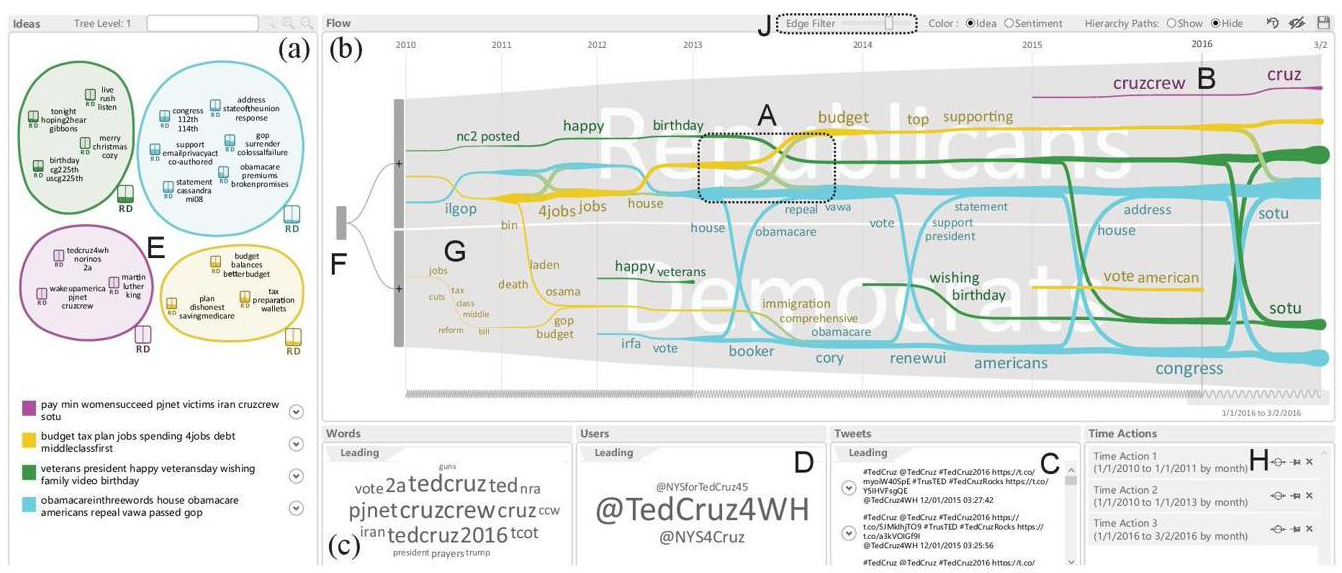 Ideas
Tree Level: 1
(a)
live
rush
listen
tonight
hoping2hear
gibbons
merry
christmas
cozy
birthday
cg225th
uscg225th
RD
congress
112th
114th
address
stateoftheunion
response
support
emailprivacyact
co-authored
gop
surrender
colossalfailure
obamacare
premiums
brokenpromises
statement
cassandra
mi08
RD
tedcruz4wh
norinos
2a
wakeupamerica
pjnet
cruzcrew
martin
luther
king
RD
E
budget
balances
betterbudget
plan
dishonest
savingmedicare
tax
preparation
wallets
RD
pay min womensucceed pjnet victims iran cruzcrew
sotu
budget tax plan jobs spending 4jobs debt
middleclassfirst
veterans president happy veteransday wishing
family video birthday
obamacareinthreewords house obamacare
americans repeal vawa passed gop
Flow
J
Edge Filter
Color :
Idea
Sentiment
Hierarchy Paths:
Show
Hide
(b)
2010
2011
2012
2013
2014
2015
2016
3/2
Republicans
Democrats
A
B
F
G
cruzcrew
cruz
nc2 posted
happy
birthday
budget
top
supporting
ilgop
4jobs
jobs
house
repeal
vawa
statement
address
sotu
bin
laden
death
osama
house
obamacare
vote
support
president
house
jobs
cuts
tax
class
middle
reform
bill
gop
budget
happy
veterans
wishing
birthday
vote
american
immigration
comprehensive
obamacare
sotu
irfa
vote
booker
cory
renewui
americans
congress
1/1/2016 to 3/2/2016
Words
Leading
guns
vote 2a tedcruz ted nra
pjnet cruzcrew cruz ccw
iran tedcruz2016 tcot
president prayers trump
(c)
Users
Leading
D
@NYSforTedCruz45
@TedCruz4WH
@NYS4Cruz
Tweets
Leading
C
#TedCruz @TedCruz #TedCruz2016 https://t.co/
myoiW40SpE #TrusTED #TedCruzRocks https://t.co/
Y5IHVFsgQE
@TedCruz4WH 12/01/2015 03:27:42
#TedCruz @TedCruz #TedCruz2016 https://
t.co/SJMklhjTO9 #TrusTED #TedCruzRocks https://
t.co/a3kVOIGf9l
@TedCruz4WH 12/01/2015 03:25:56
#TedCruz @TedCruz #TedCruz2016 https://
Time Actions
Time Action 1
(1/1/2010 to 1/1/2011 by month)
H
Time Action 2
(1/1/2010 to 1/1/2013 by month)
Time Action 3
(1/1/2016 to 3/2/2016 by month)